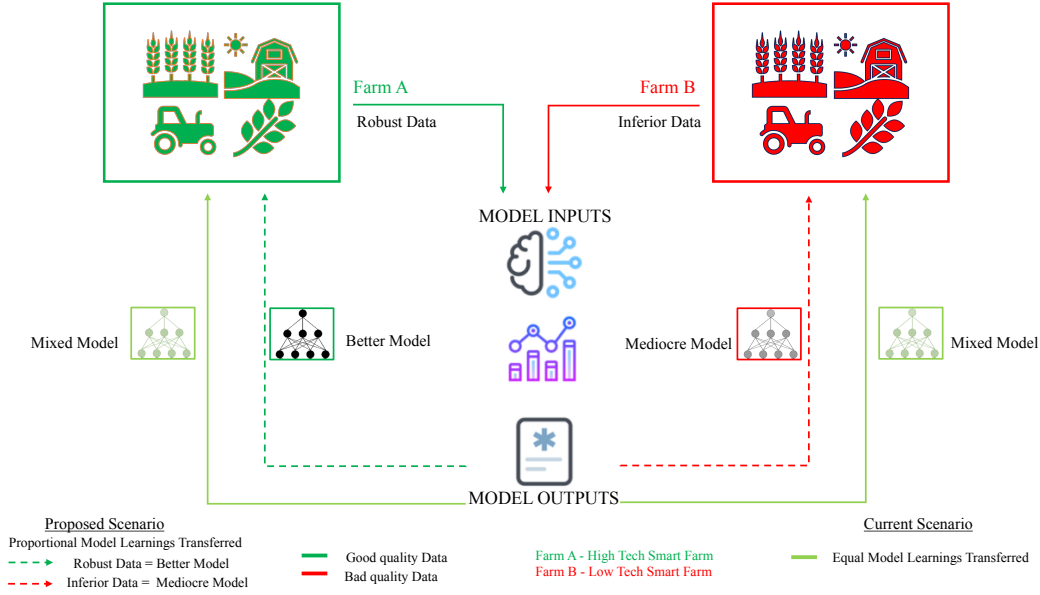 Farm A
Robust Data
Farm B
Inferior Data
MODEL INPUTS
Mixed Model
Better Model
Mediocre Model
Mixed Model
MODEL OUTPUTS
Proposed Scenario
Proportional Model Learnings Transferred
Robust Data = Better Model
Inferior Data = Mediocre Model
Good quality Data
Bad quality Data
Farm A - High Tech Smart Farm
Farm B - Low Tech Smart Farm
Current Scenario
Equal Model Learnings Transferred